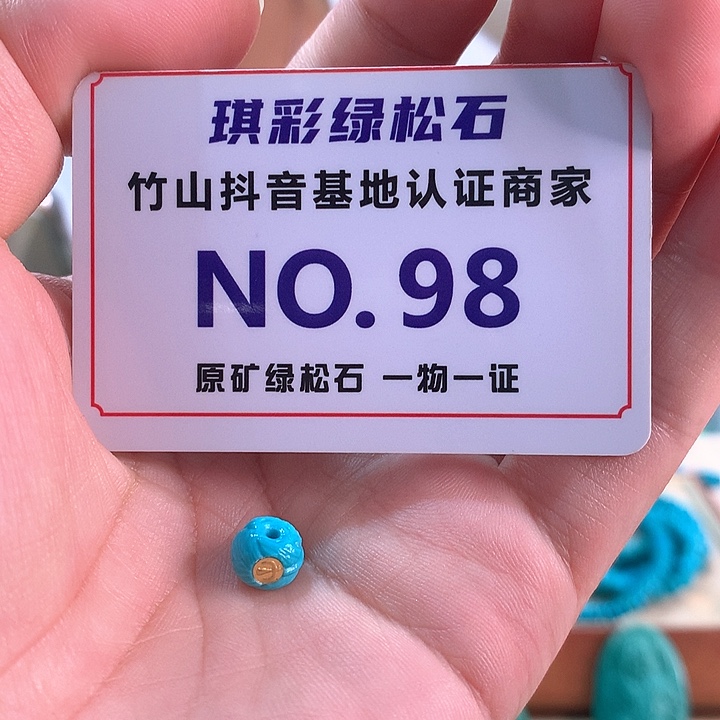 琪彩绿松石
竹山抖音基地认证商家
NO.98
原矿绿松石 一物一证